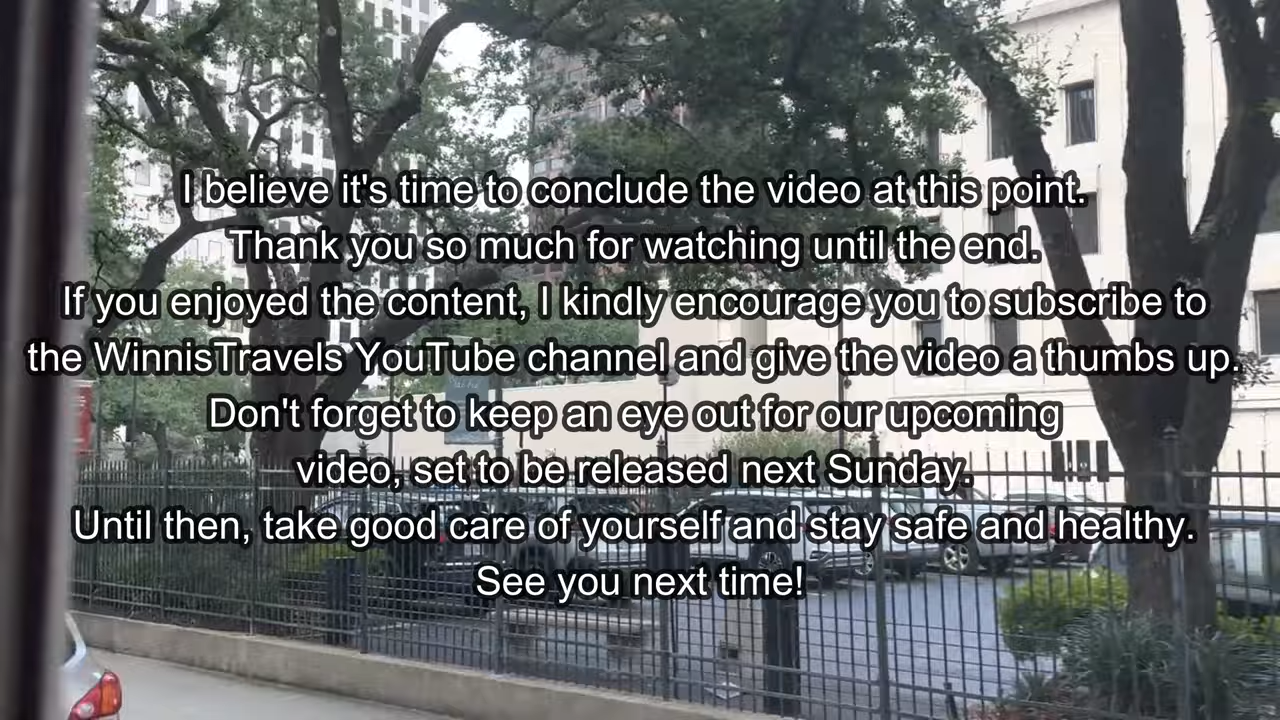 I believe it's time to conclude the video at this point.
Thank you so much for watching until the end.
If you enjoyed the content, I kindly encourage you to subscribe to
the WinnisTravels YouTube channel and give the video a thumbs up.
Don't forget to keep an eye out for our upcoming
video, set to be released next Sunday.
Until then, take good care of yourself and stay safe and healthy.
See you next time!